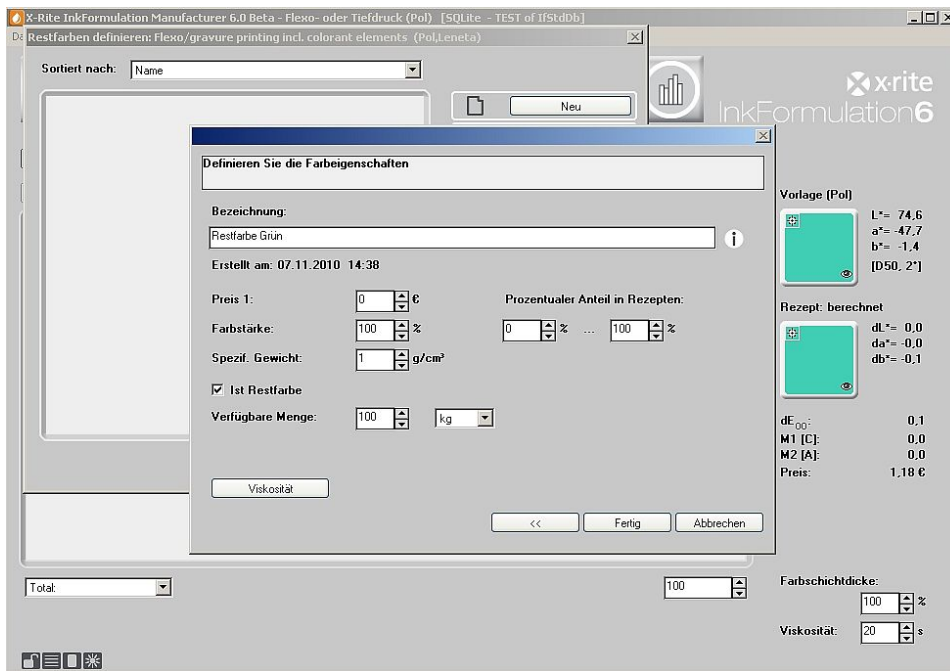 X-Rite InkFormulation Manufacturer 6.0 Beta - Flexo- oder Tiefdruck (Pol) [SQLite - TEST of IfStdDb]
Da
Restfarben definieren: Flexo/gravure printing incl. colorant elements (Pol,Leneta)
Sortiert nach:
Name
Neu
x·rite
InkFormulation6
Definieren Sie die Farbeigenschaften
Bezeichnung:
Restfarbe Grün
Erstellt am: 07.11.2010 14:38
Preis 1:
0
€
Prozentualer Anteil in Rezepten:
Farbstärke:
100
%
0
% ...
100
%
Spezif. Gewicht:
1
g/cm³
Ist Restfarbe
Verfügbare Menge:
100
kg
Viskosität
<<
Fertig
Abbrechen
Vorlage (Pol)
L*= 74,6
a*= -47,7
b*= -1,4
[D50, 2°]
Rezept: berechnet
dL*= 0,0
da*= -0,0
db*= -0,1
dE00: 0,1
M1 [C]: 0,0
M2 [A]: 0,0
Preis: 1,18 €
Total:
100
Farbschichtdicke:
100 %
Viskosität: 20 s